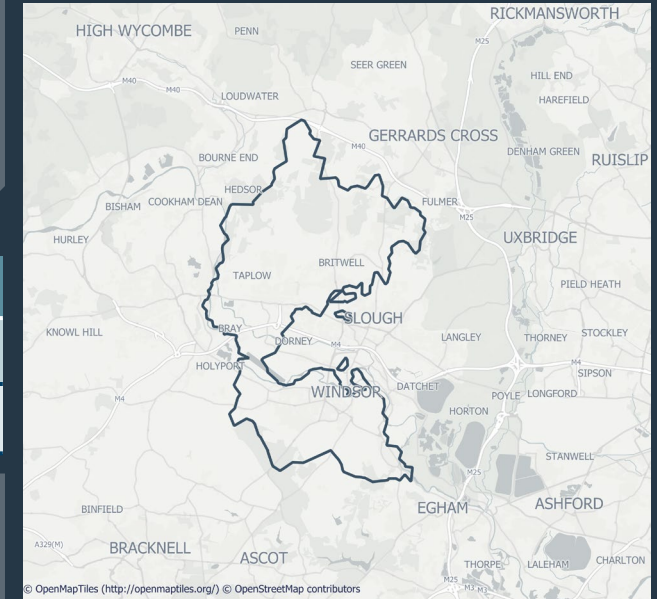 RICKMANSWORTH
HIGH WYCOMBE
PENN
M25
SEER GREEN
HILL END
M40
M40
LOUDWATER
HAREFIELD
GERRARDS CROSS
M40
DENHAM GREEN
BOURNE END
RUISLIP
HEDSOR
COOKHAM DEAN
BISHAM
FULMER
M25
HURLEY
UXBRIDGE
BRITWELL
TAPLOW
PIELD HEATH
SLOUGH
BRAY
KNOWL HILL
DORNEY
M4
LANGLEY
THORNEY
STOCKLEY
HOLYPORT
M4
SIPSON
DATCHET
WINDSOR
POYLE
LONGFORD
M4
HORTON
STANWELL
M25
BINFIELD
EGHAM
ASHFORD
A329(M)
BRACKNELL
ASCOT
THORPE
LALEHAM
CHARLTON
M25
M3
M3
© OpenMapTiles (http://openmaptiles.org/) © OpenStreetMap contributors